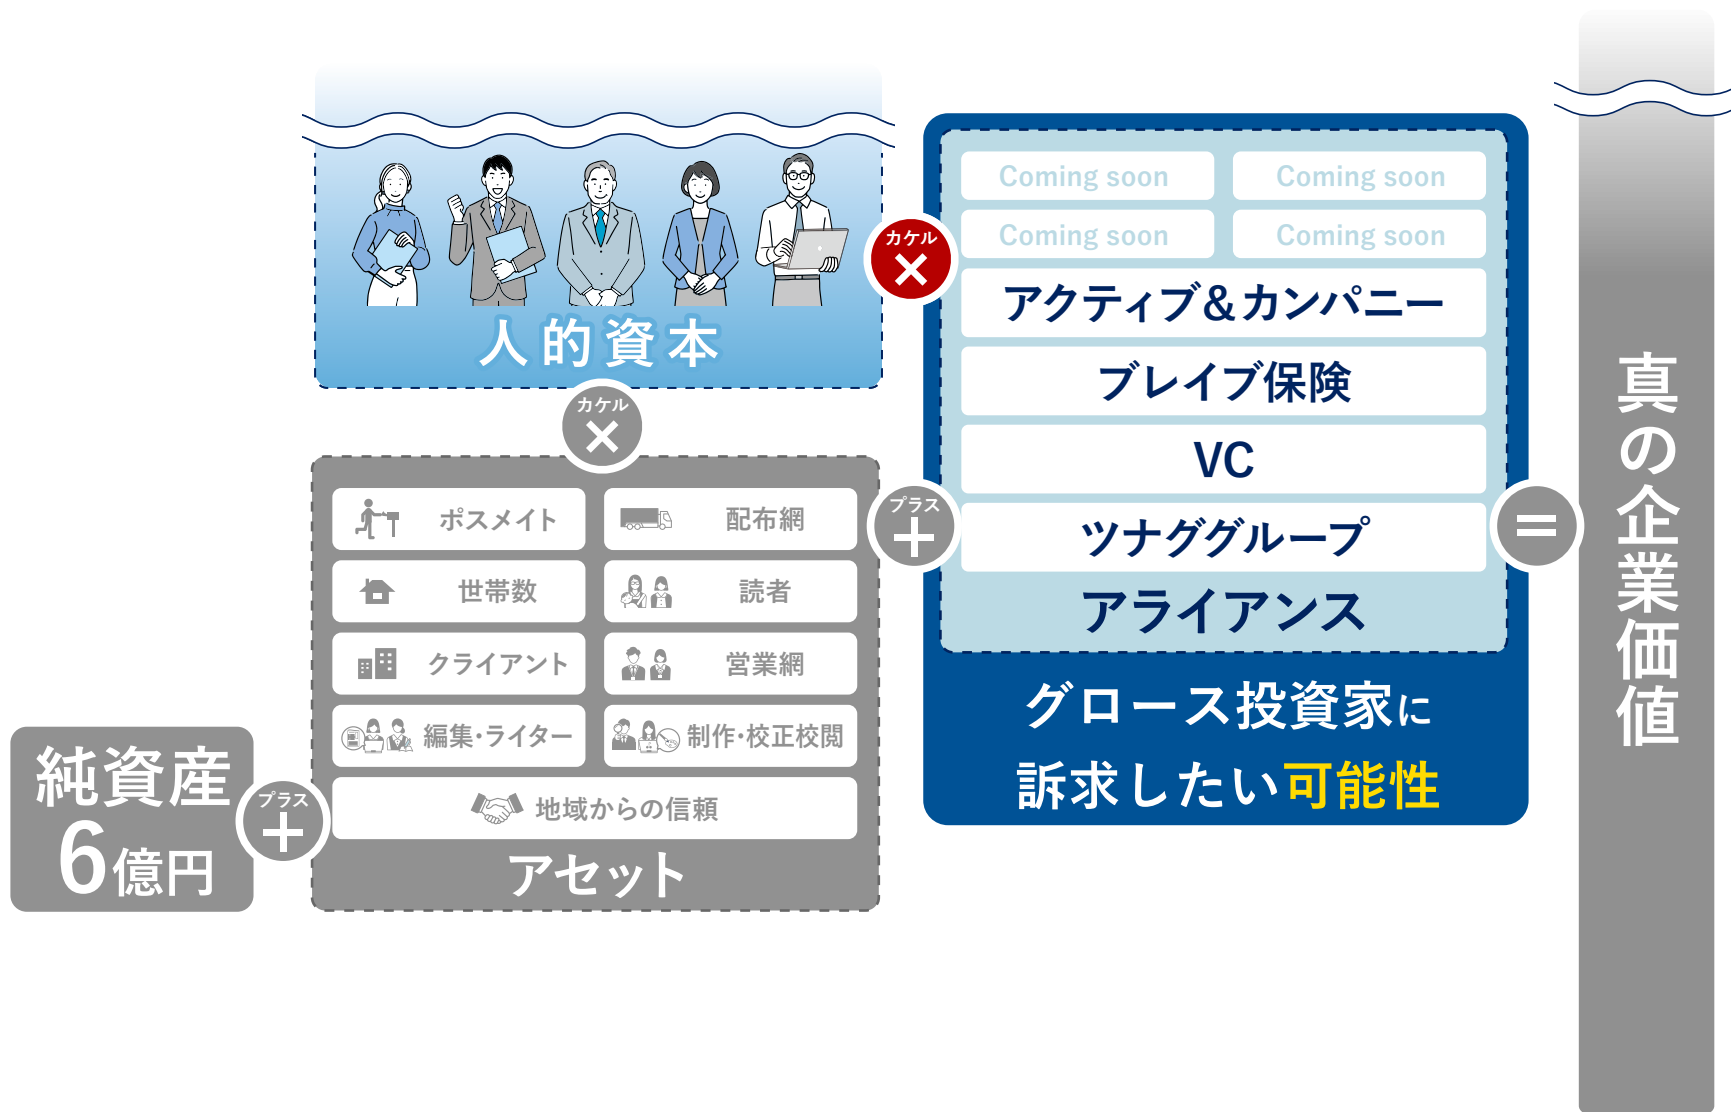 純資産
6億円
プラス
+
人的資本
カケル
×
ポスメイト
配布網
世帯数
読者
クライアント
営業網
編集・ライター
制作・校正校閲
地域からの信頼
アセット
カケル
×
プラス
+
Coming soon
Coming soon
Coming soon
Coming soon
アクティブ&カンパニー
ブレイブ保険
VC
ツナググループ
アライアンス
グロース投資家に
訴求したい可能性
=
真の企業価値